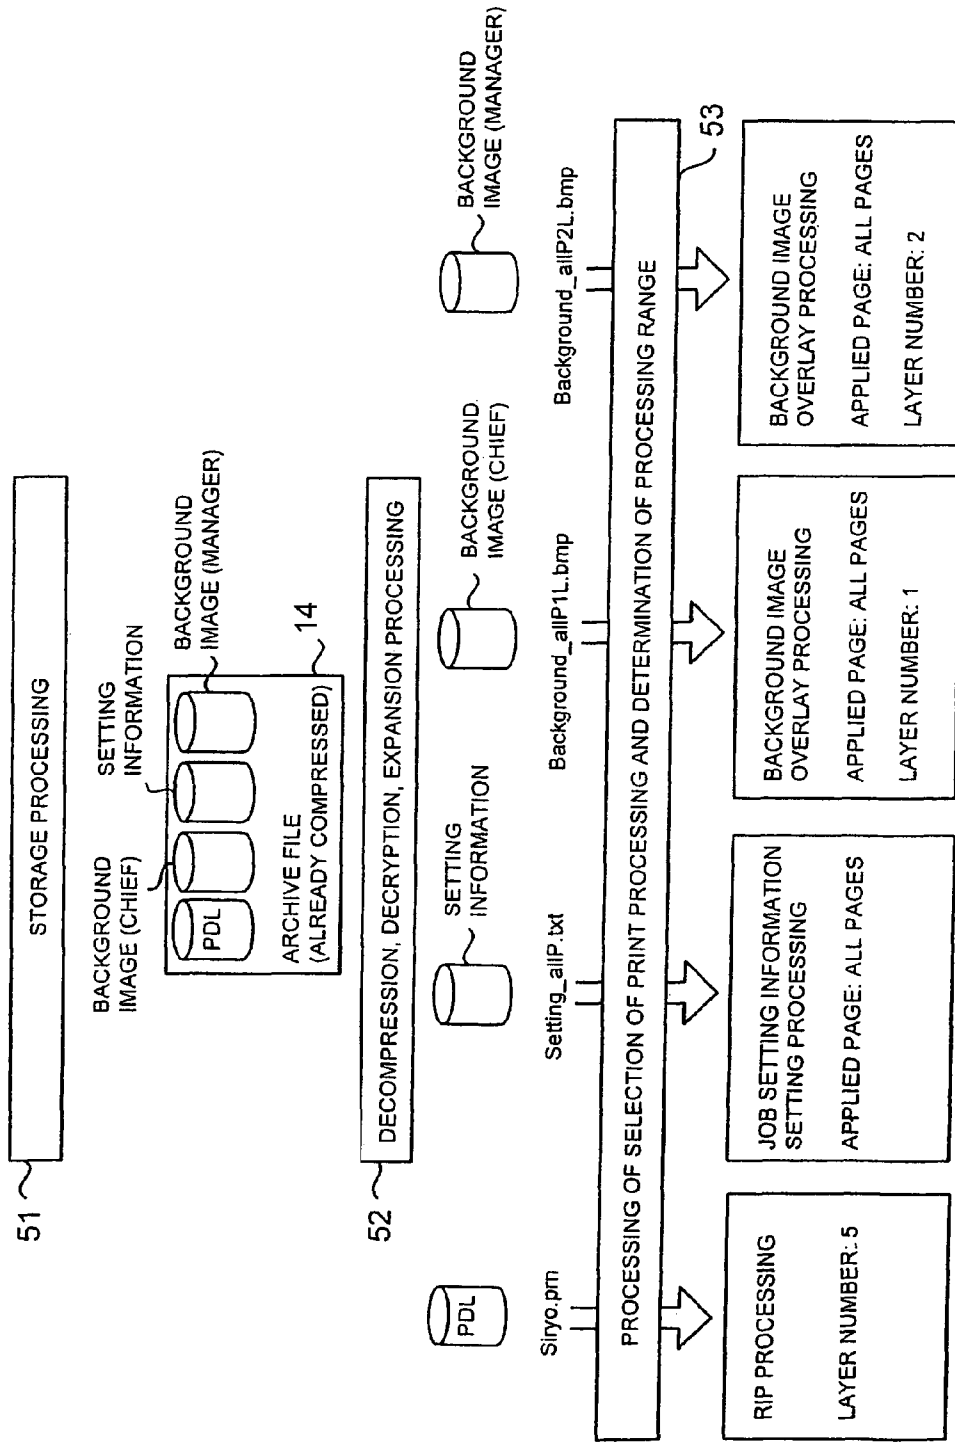 51
STORAGE PROCESSING
BACKGROUND
IMAGE (CHIEF)
SETTING
INFORMATION
BACKGROUND
IMAGE (MANAGER)
PDL
14
ARCHIVE FILE
(ALREADY COMPRESSED)
52
DECOMPRESSION, DECRYPTION, EXPANSION PROCESSING
PDL
SETTING
INFORMATION
BACKGROUND
IMAGE (CHIEF)
BACKGROUND
IMAGE (MANAGER)
Siryo.prn
Setting_allP.txt
Background_allP1L.bmp
Background_allP2L.bmp
PROCESSING OF SELECTION OF PRINT PROCESSING AND DETERMINATION OF PROCESSING RANGE
53
RIP PROCESSING
LAYER NUMBER: 5
JOB SETTING INFORMATION
SETTING PROCESSING
APPLIED PAGE: ALL PAGES
BACKGROUND IMAGE
OVERLAY PROCESSING
APPLIED PAGE: ALL PAGES
LAYER NUMBER: 1
BACKGROUND IMAGE
OVERLAY PROCESSING
APPLIED PAGE: ALL PAGES
LAYER NUMBER: 2